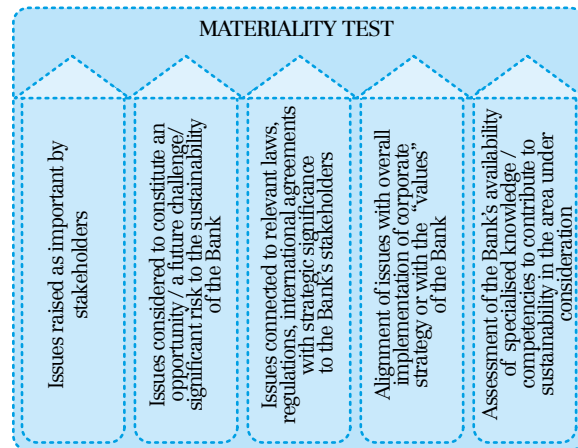 MATERIALITY TEST
Issues raised as important by
stakeholders
Issues considered to constitute an
opportunity / a future challenge/
significant risk to the sustainability
of the Bank
Issues connected to relevant laws,
regulations, international agreements
with strategic significance
to the Bank's stakeholders
Alignment of issues with overall
implementation of corporate
strategy or with the “values”
of the Bank
Assessment of the Bank's availability
of specialised knowledge /
competencies to contribute to
sustainability in the area under
consideration